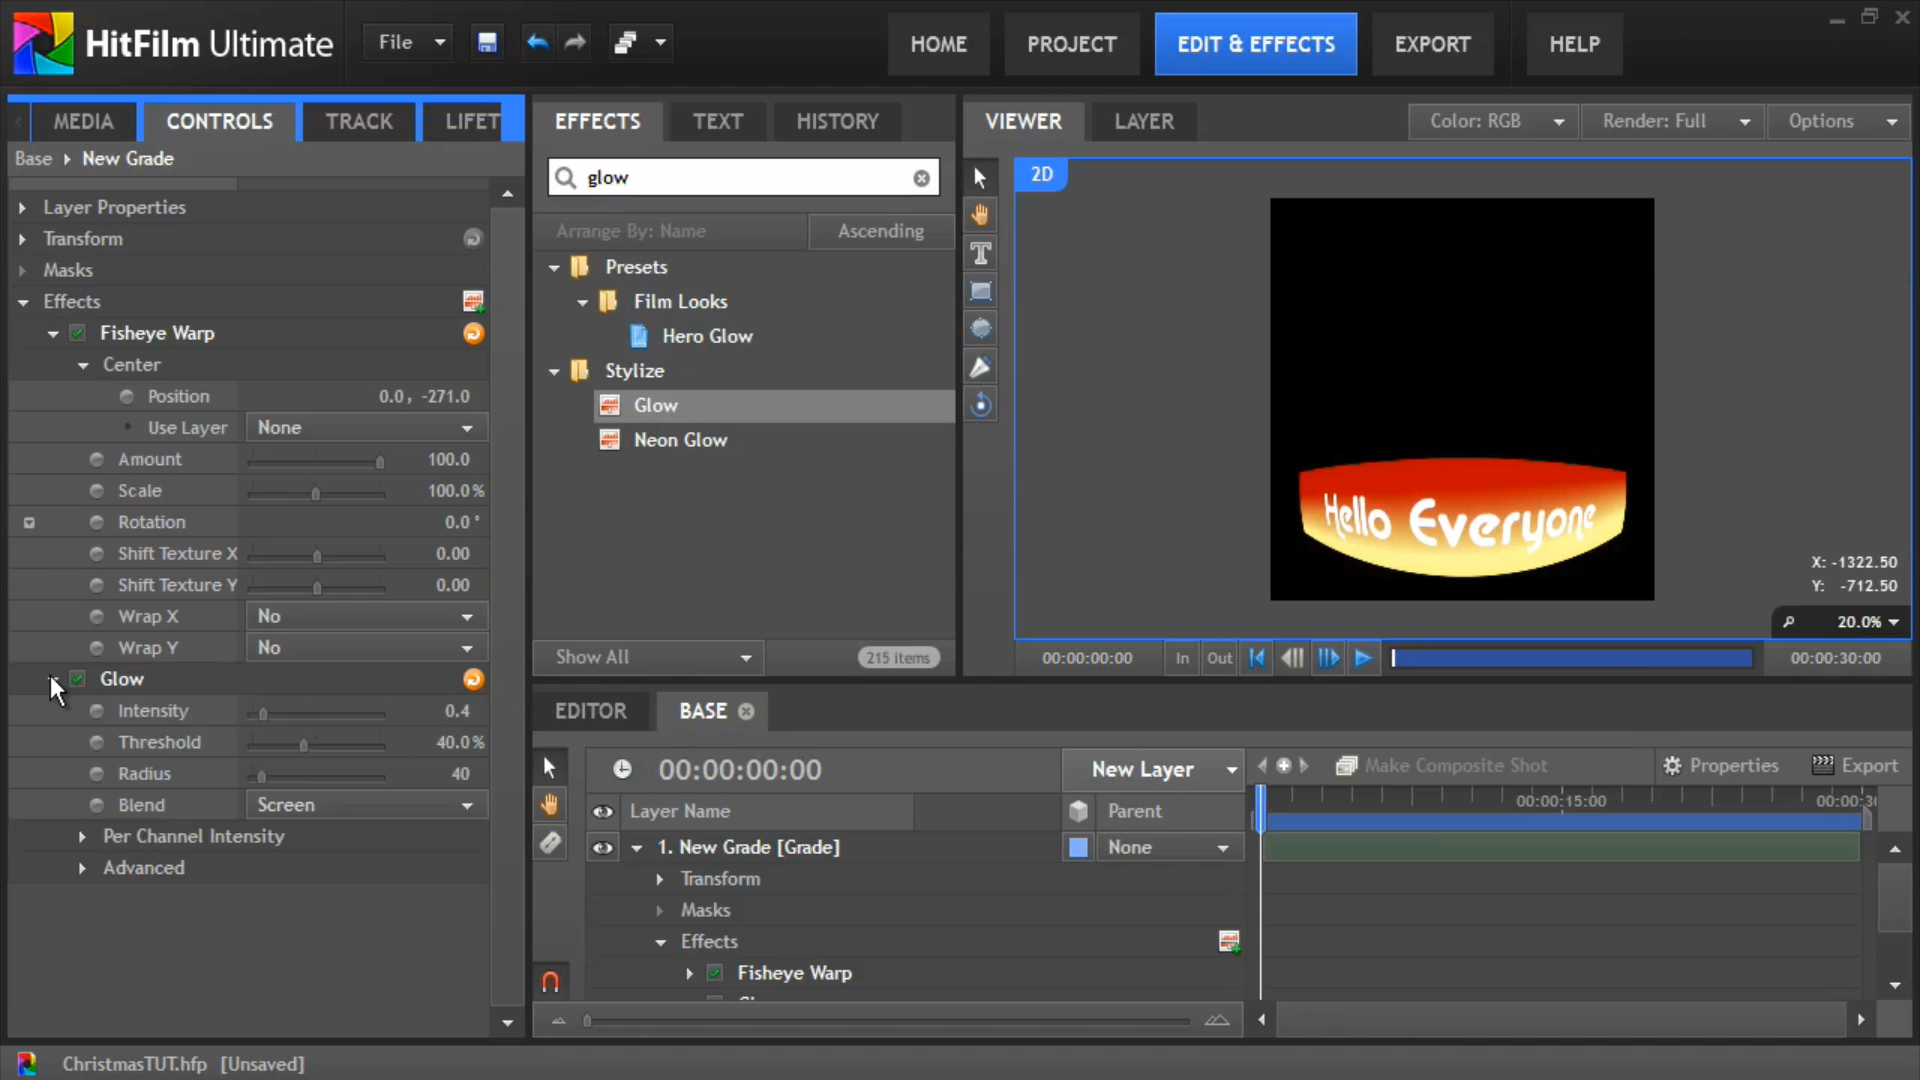 HitFilm Ultimate
File
HOME
PROJECT
EDIT & EFFECTS
EXPORT
HELP
MEDIA
CONTROLS
TRACK
LIFET
Base
New Grade
Layer Properties
Transform
Masks
Effects
Fisheye Warp
Center
Position 0.0, -271.0
Use Layer None
Amount 100.0
Scale 100.0%
Rotation 0.0°
Shift Texture X 0.00
Shift Texture Y 0.00
Wrap X No
Wrap Y No
Glow
Intensity 0.4
Threshold 40.0%
Radius 40
Blend Screen
Per Channel Intensity
Advanced
EFFECTS
TEXT
HISTORY
glow
Arrange By: Name
Ascending
Presets
Film Looks
Hero Glow
Stylize
Glow
Neon Glow
Show All
215 items
VIEWER
LAYER
Color: RGB
Render: Full
Options
2D
Hello Everyone
X: -1322.50
Y: -712.50
20.0%
00:00:00:00
In
Out
00:00:30:00
EDITOR
BASE
00:00:00:00
New Layer
Make Composite Shot
Properties
Export
Layer Name
Parent
00:00:15:00
00:00:3
1. New Grade [Grade]
None
Transform
Masks
Effects
Fisheye Warp
ChristmasTUT.hfp [Unsaved]